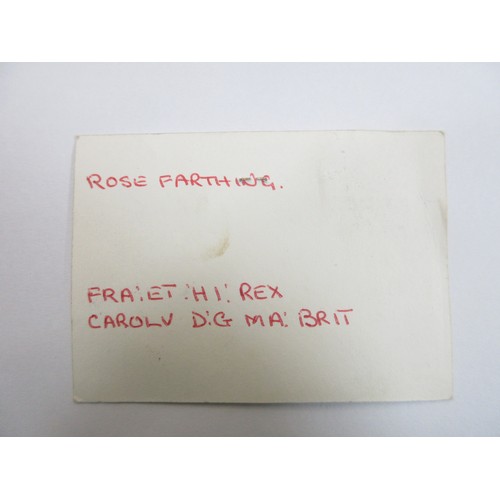 ROSE FARTHING.
FRA: ET : HI: REX
CAROLV D:G MA: BRIT